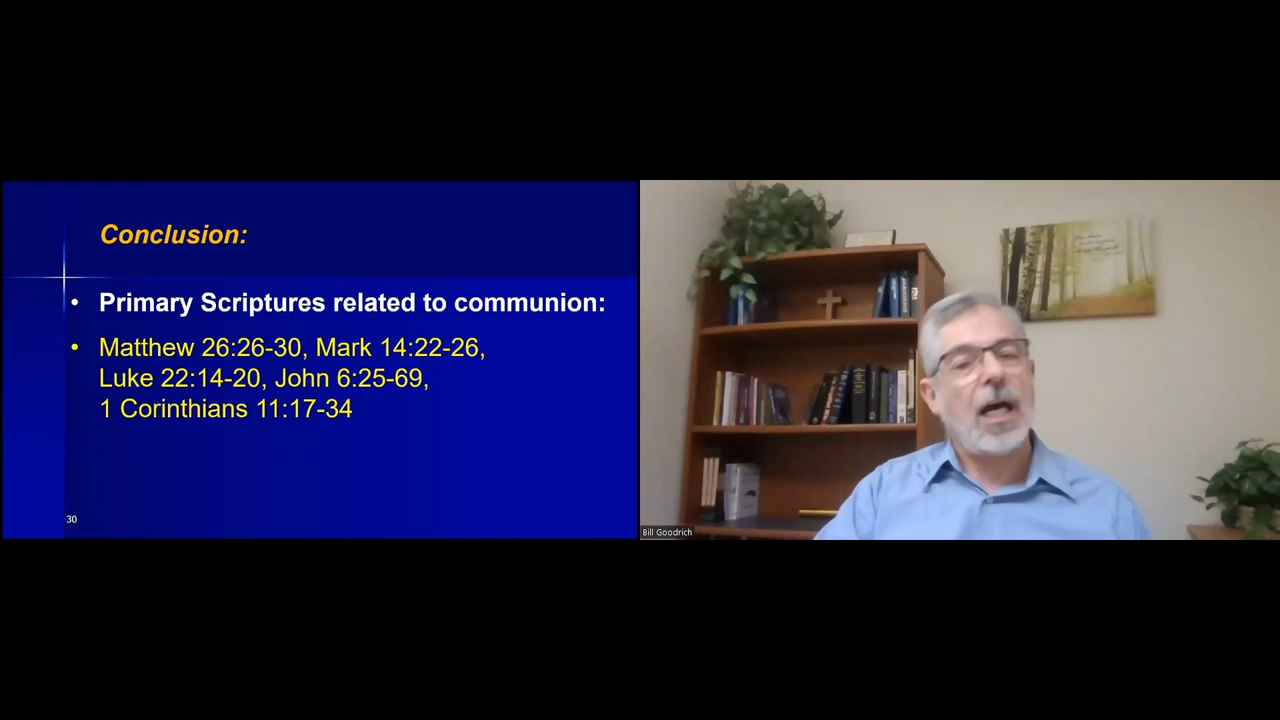 Conclusion:
• Primary Scriptures related to communion:
• Matthew 26:26-30, Mark 14:22-26,
Luke 22:14-20, John 6:25-69,
1 Corinthians 11:17-34
30
Bill Goodrich